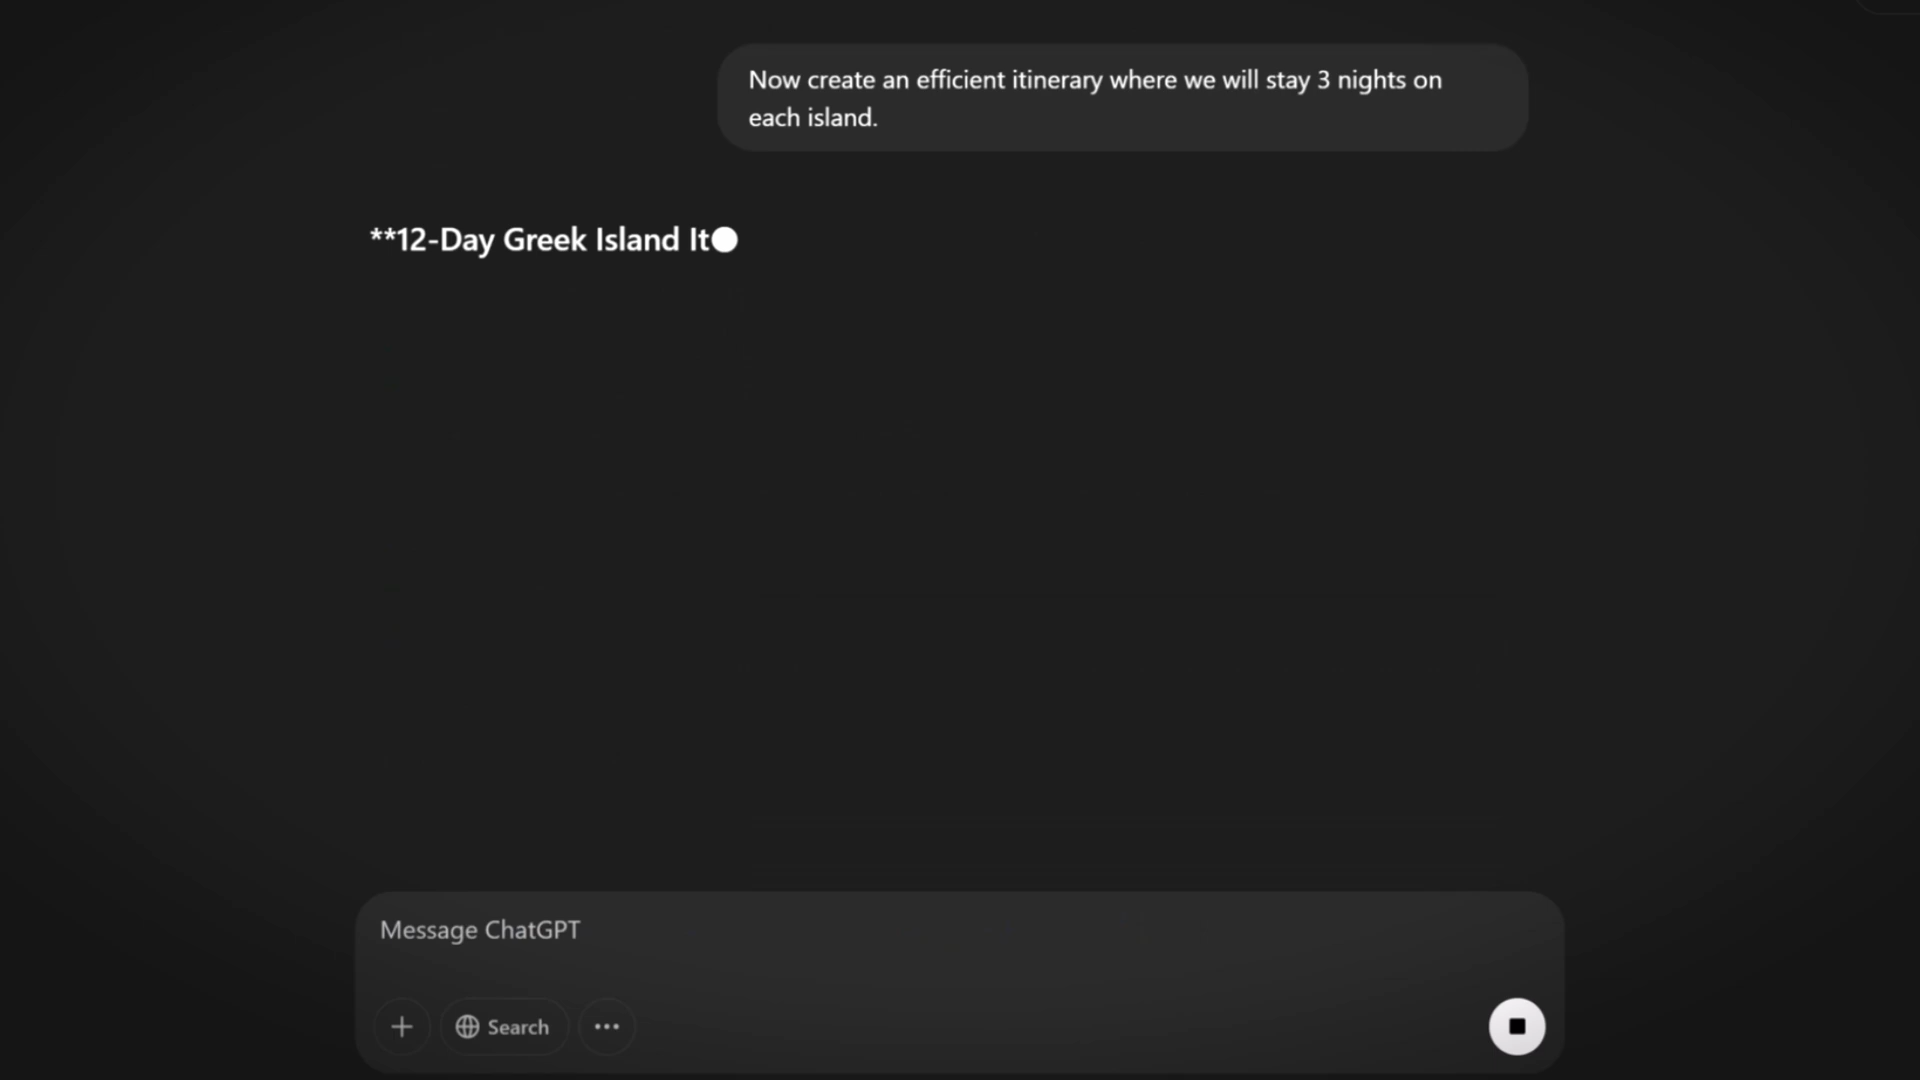 Now create an efficient itinerary where we will stay 3 nights on
each island.
**12-Day Greek Island It
Message ChatGPT
Search